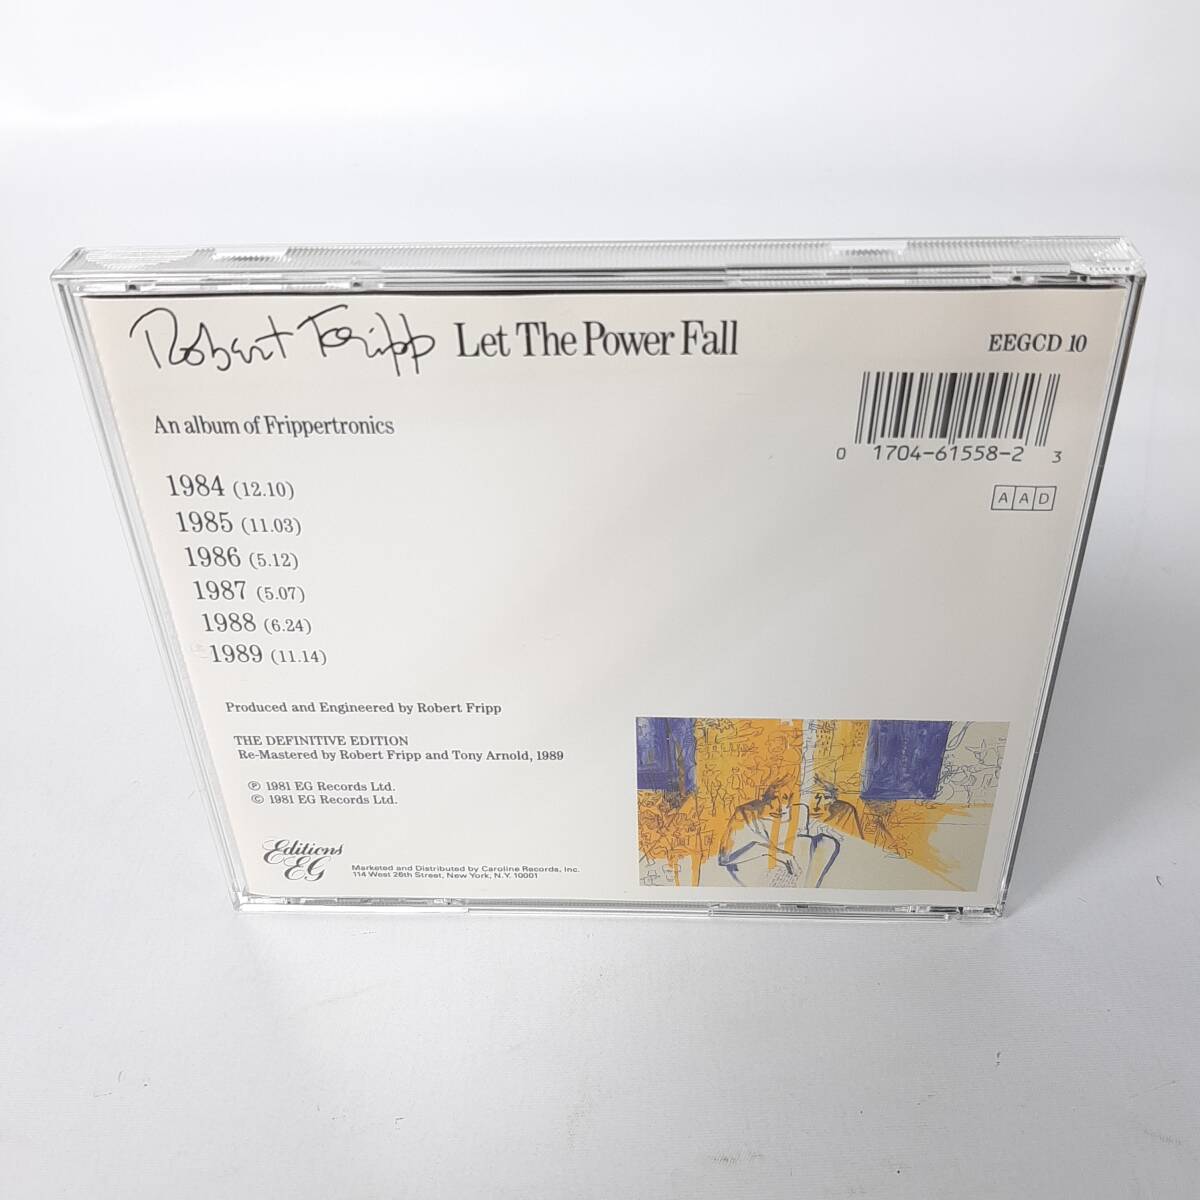 Robert Fripp Let The Power Fall
EEGCD 10
0 1704-61558-2 3
AAD
An album of Frippertronics
1984 (12.10)
1985 (11.03)
1986 (5.12)
1987 (5.07)
1988 (6.24)
1989 (11.14)
Produced and Engineered by Robert Fripp
THE DEFINITIVE EDITION
Re-Mastered by Robert Fripp and Tony Arnold, 1989
℗ 1981 EG Records Ltd.
© 1981 EG Records Ltd.
Editions
EG
Marketed and Distributed by Caroline Records, Inc.
114 West 26th Street, New York, N.Y. 10001